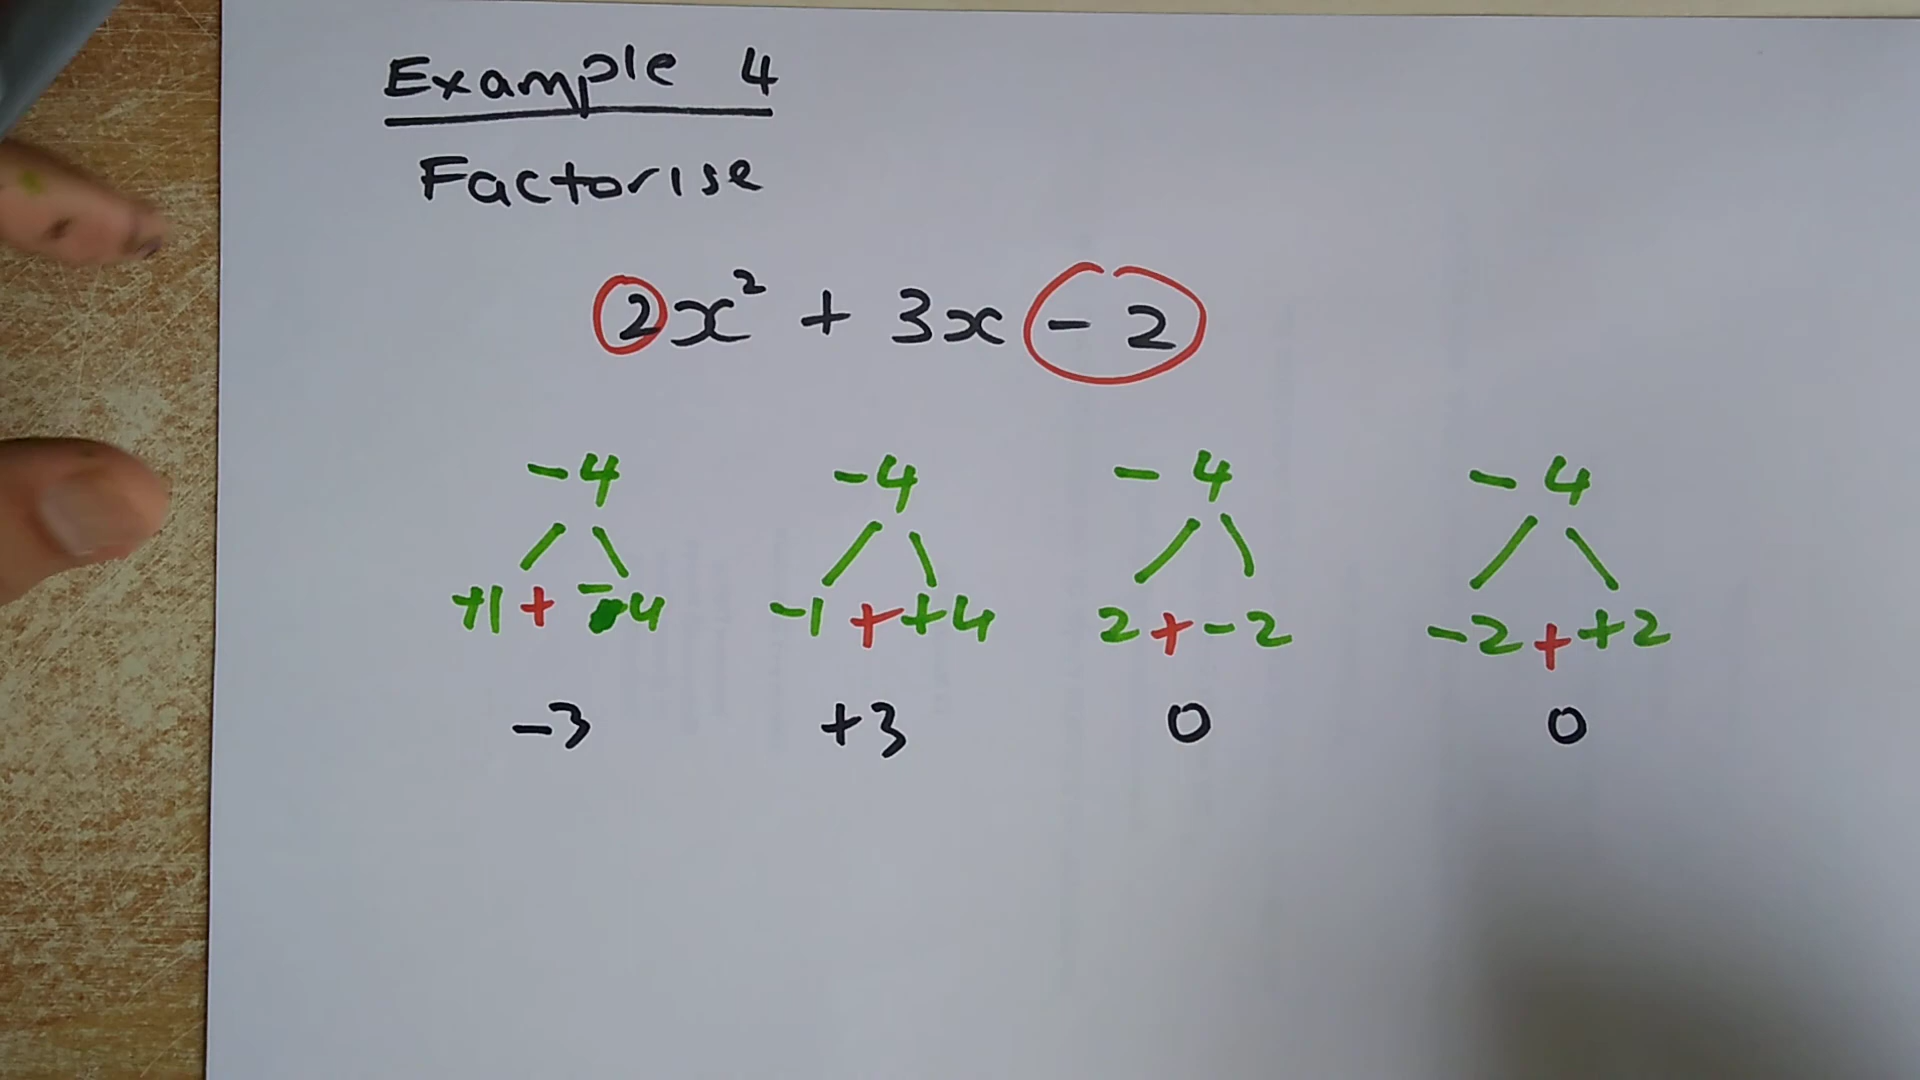 Example 4
Factorise
2x² + 3x - 2
-4 -4 -4 -4
+1 + -4 -1 + +4 2 + -2 -2 + +2
-3 +3 0 0